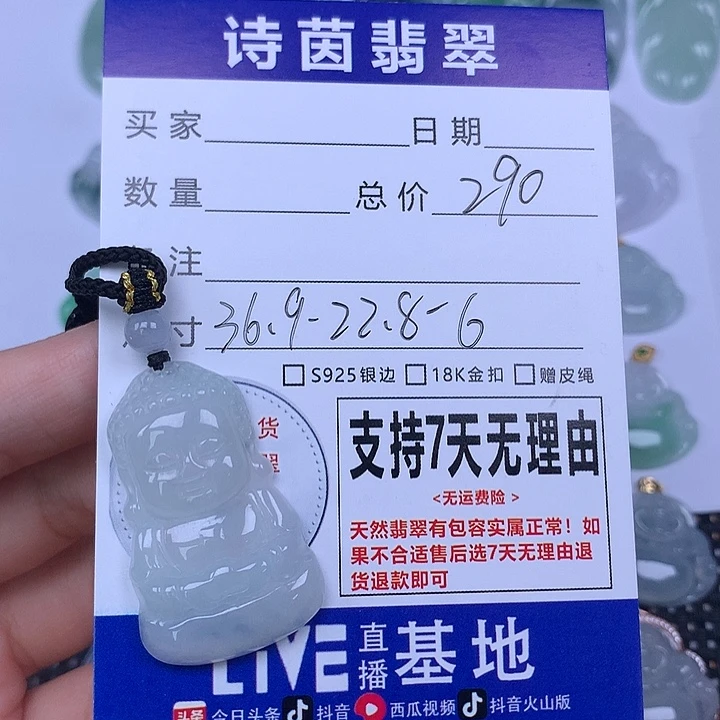 诗茵翡翠
买家 日期
数量 总价 290
注
寸 36.9-22.8-6
S925银边 18K金扣 赠皮绳
货
支持7天无理由
<无运费险>
天然翡翠有包容实属正常！如
果不合适售后选7天无理由退
货退款即可
LIVE 直播 基地
头条 今日头条 抖音 西瓜视频 抖音火山版